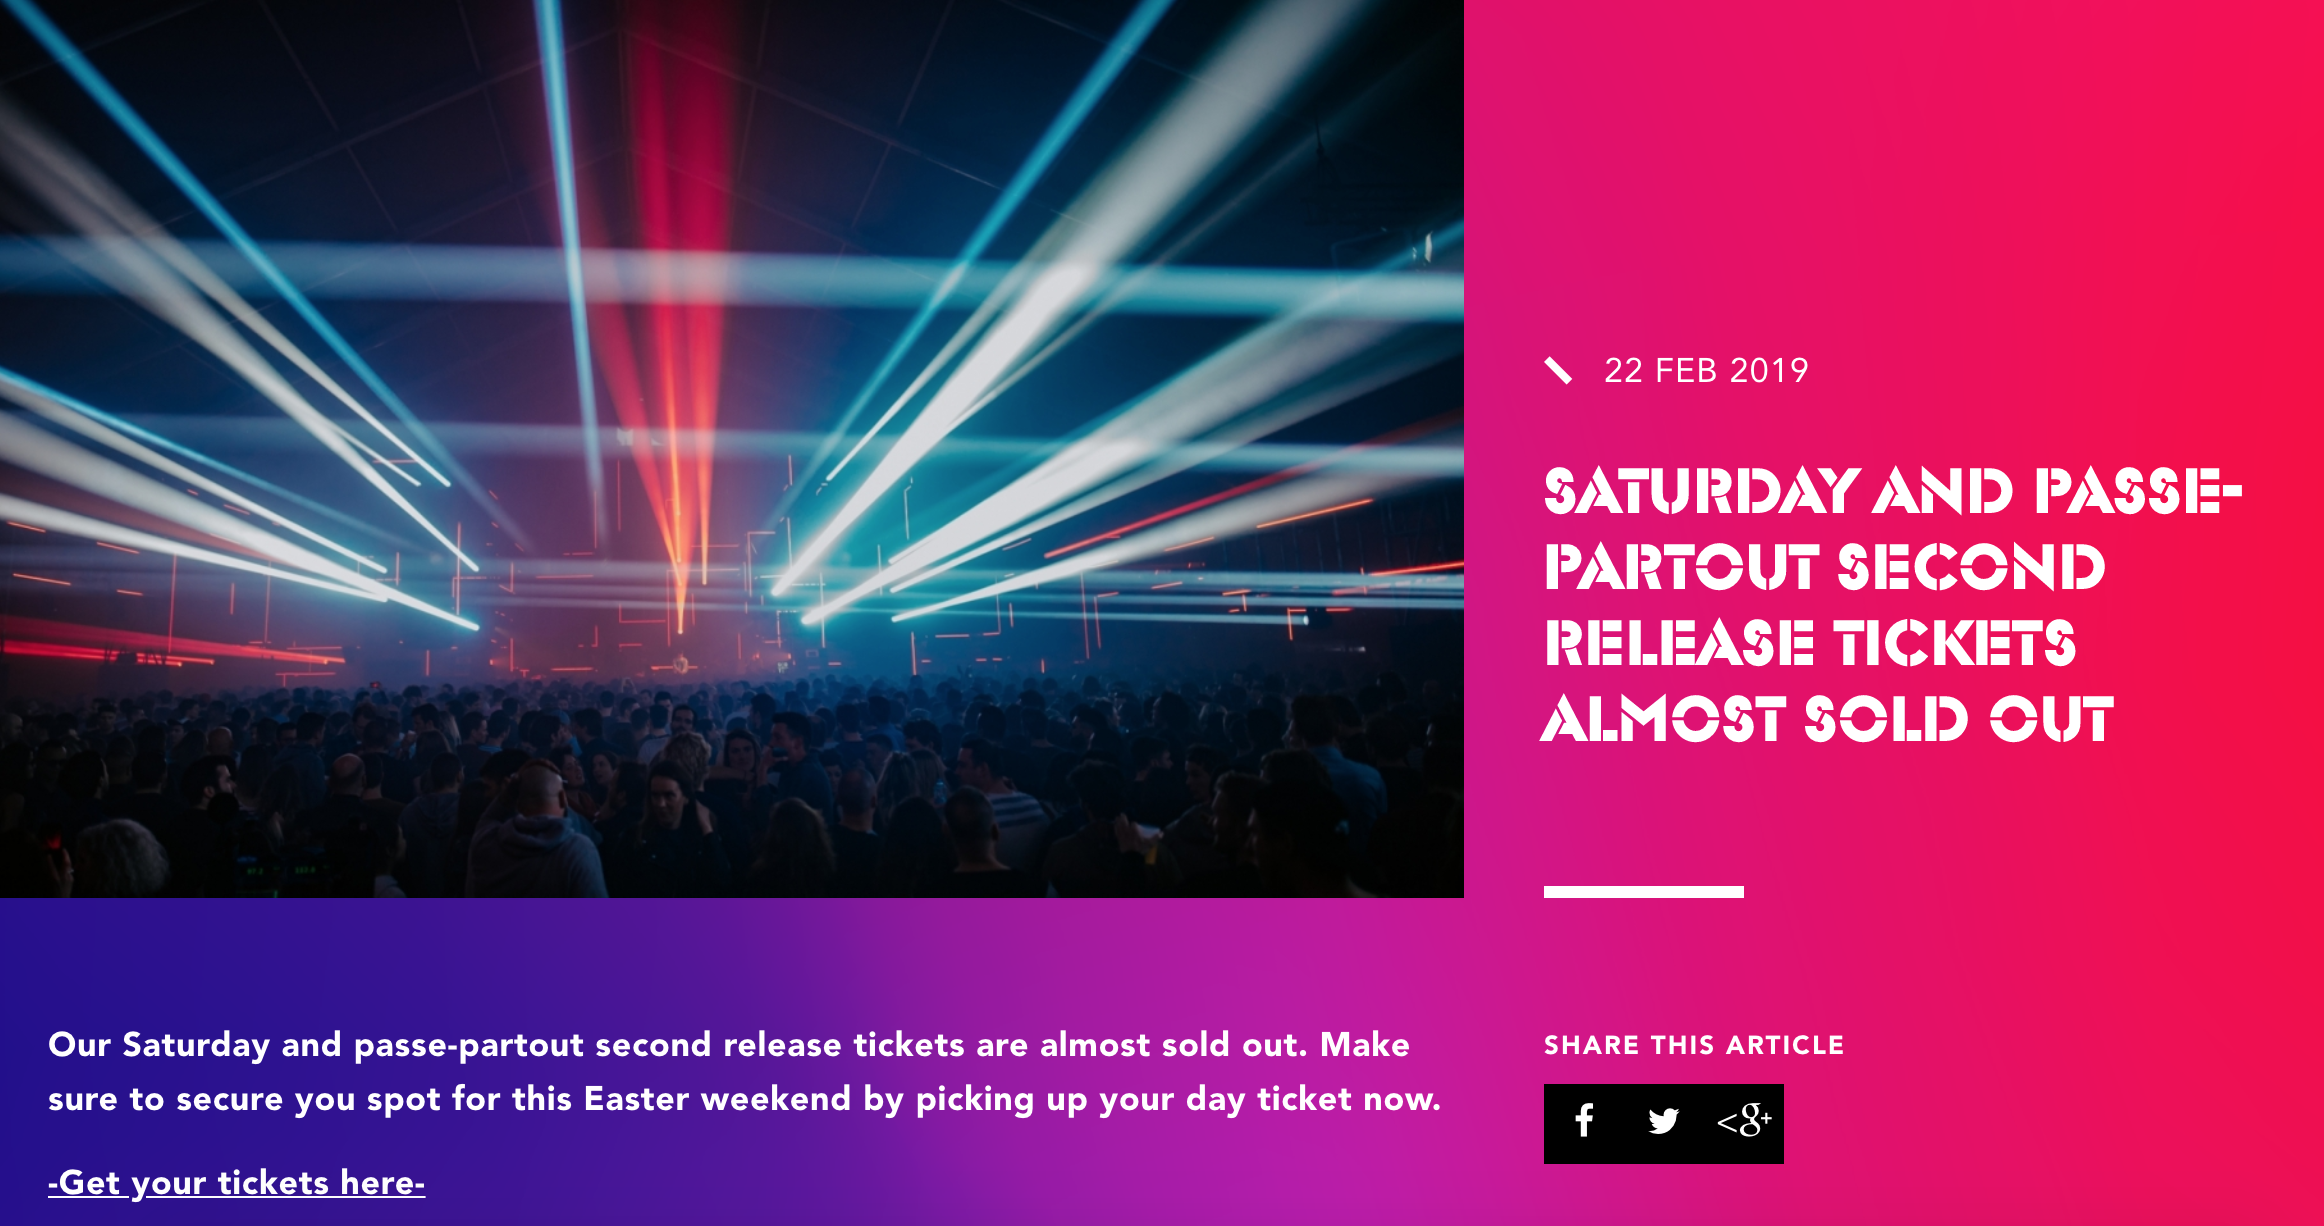 22 FEB 2019
SATURDAY AND PASSE-
PARTOUT SECOND
RELEASE TICKETS
ALMOST SOLD OUT
Our Saturday and passe-partout second release tickets are almost sold out. Make
sure to secure you spot for this Easter weekend by picking up your day ticket now.
-Get your tickets here-
SHARE THIS ARTICLE
<g+